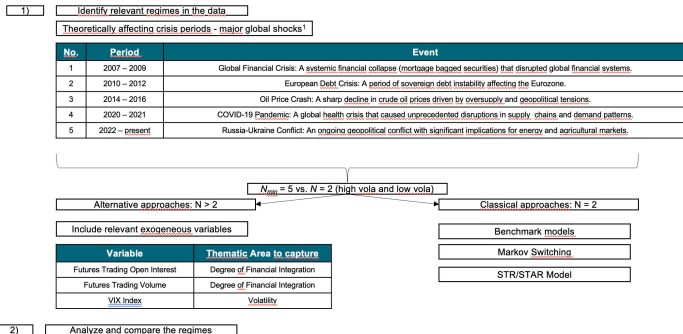 1) Identify relevant regimes in the data
Theoretically affecting crisis periods - major global shocks¹
No. Period Event
1 2007 – 2009 Global Financial Crisis: A systemic financial collapse (mortgage bagged securities) that disrupted global financial systems.
2 2010 – 2012 European Debt Crisis: A period of sovereign debt instability affecting the Eurozone.
3 2014 – 2016 Oil Price Crash: A sharp decline in crude oil prices driven by oversupply and geopolitical tensions.
4 2020 – 2021 COVID-19 Pandemic: A global health crisis that caused unprecedented disruptions in supply chains and demand patterns.
5 2022 – present Russia-Ukraine Conflict: An ongoing geopolitical conflict with significant implications for energy and agricultural markets.
Nmin = 5 vs. N = 2 (high vola and low vola)
Alternative approaches: N > 2
Classical approaches: N = 2
Include relevant exogeneous variables
Benchmark models
Variable Thematic Area to capture
Markov Switching
Futures Trading Open Interest Degree of Financial Integration
STR/STAR Model
Futures Trading Volume Degree of Financial Integration
VIX Index Volatility
2) Analyze and compare the regimes